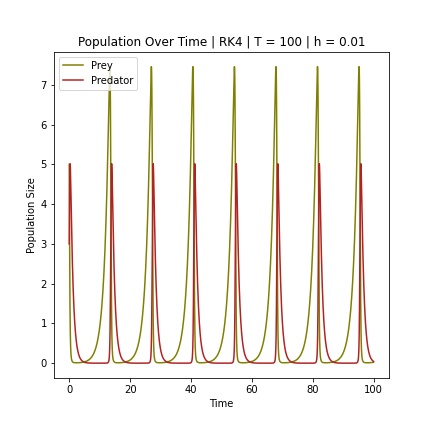 Population Over Time | RK4 | T = 100 | h = 0.01
Prey
Predator
7
6
5
4
3
2
1
0
Population Size
0 20 40 60 80 100
Time